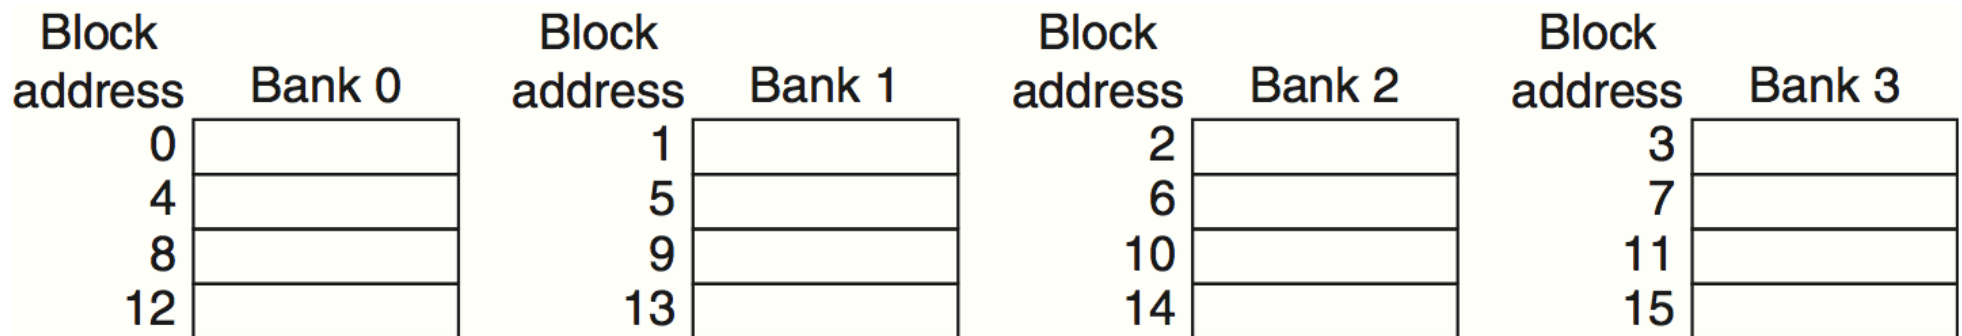 Block Block Block Block
address Bank 0 address Bank 1 address Bank 2 address Bank 3
0 1 2 3
4 5 6 7
8 9 10 11
12 13 14 15